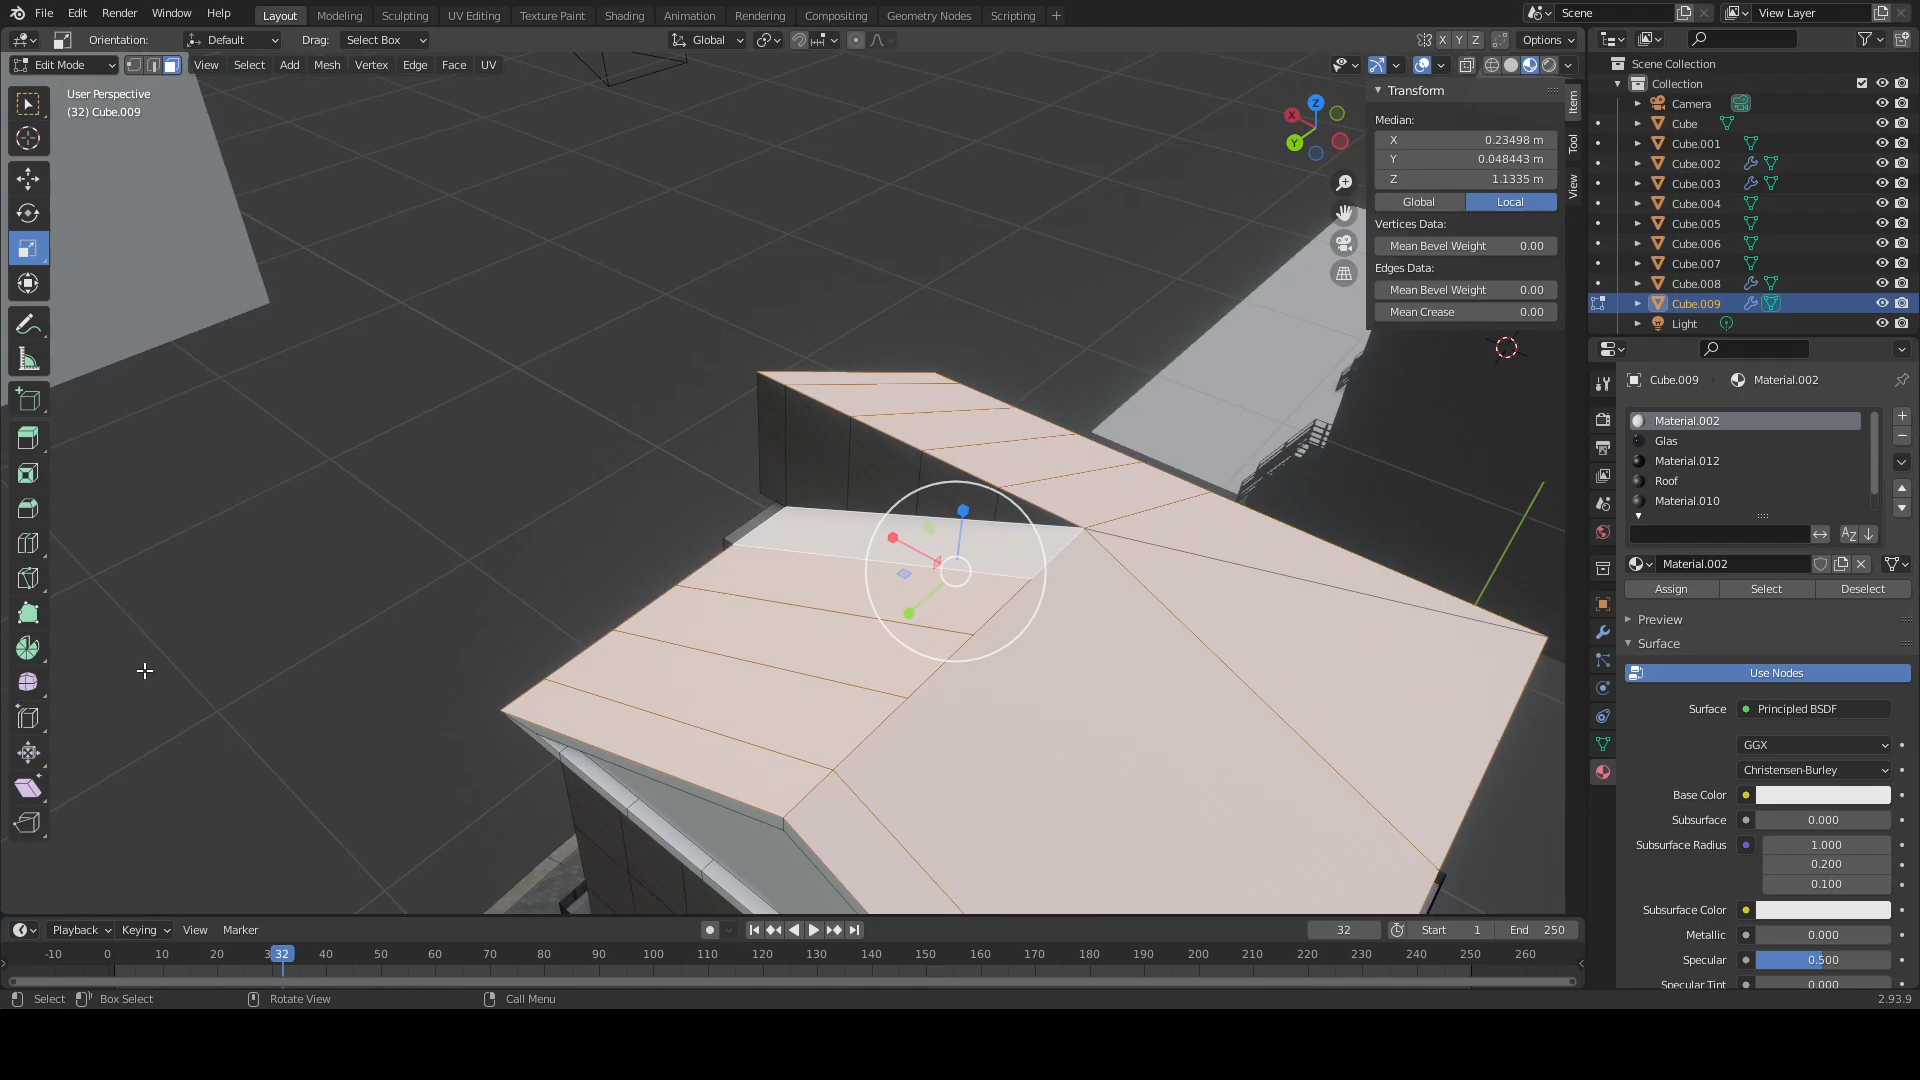 File Edit Render Window Help Layout Modeling Sculpting UV Editing Texture Paint Shading Animation Rendering Compositing Geometry Nodes Scripting + Scene View Layer
Orientation: Default Drag: Select Box Global X Y Z Options
Edit Mode View Select Add Mesh Vertex Edge Face UV
User Perspective
(32) Cube.009
Z
X
Y
Transform
Median:
X 0.23498 m
Y 0.048443 m
Z 1.1335 m
Global Local
Vertices Data:
Mean Bevel Weight 0.00
Edges Data:
Mean Bevel Weight 0.00
Mean Crease 0.00
Item
Tool
View
Scene Collection
Collection
Camera
Cube
Cube.001
Cube.002
Cube.003
Cube.004
Cube.005
Cube.006
Cube.007
Cube.008
Cube.009
Light
Cube.009 Material.002
Material.002
Glas
Material.012
Roof
Material.010
Material.002
Assign Select Deselect
Preview
Surface
Use Nodes
Surface Principled BSDF
GGX
Christensen-Burley
Base Color
Subsurface 0.000
Subsurface Radius 1.000
0.200
0.100
Subsurface Color
Metallic 0.000
Specular 0.500
Specular Tint 0.000
Playback Keying View Marker 32 Start 1 End 250
-10 0 10 20 32 40 50 60 70 80 90 100 110 120 130 140 150 160 170 180 190 200 210 220 230 240 250 260
Select Box Select Rotate View Call Menu 2.93.9